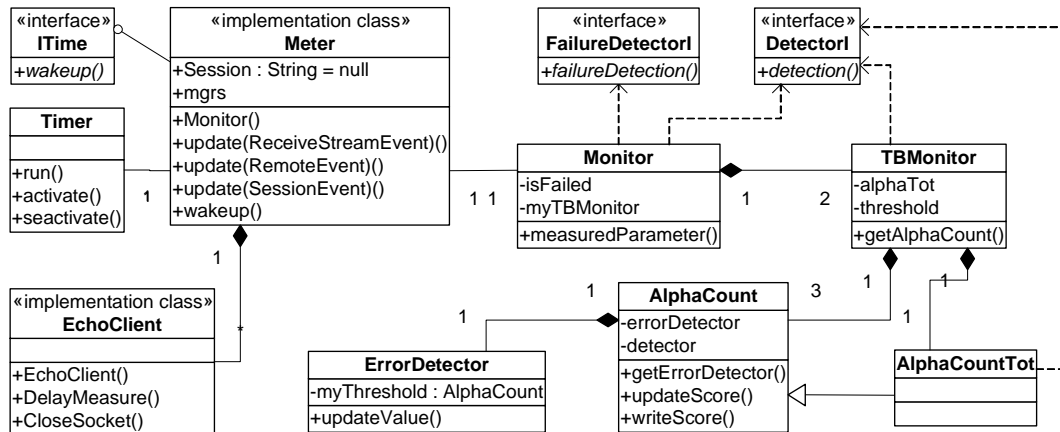 «interface»
ITime
+wakeup()
«implementation class»
Meter
+Session : String = null
+mgrs
+Monitor()
+update(ReceiveStreamEvent)()
+update(RemoteEvent)()
+update(SessionEvent)()
+wakeup()
«interface»
FailureDetectorI
+failureDetection()
«interface»
DetectorI
+detection()
Timer
+run()
+activate()
+seactivate()
1
1
1
1
Monitor
-isFailed
-myTBMonitor
+measuredParameter()
1
2
TBMonitor
-alphaTot
-threshold
+getAlphaCount()
1
*
«implementation class»
EchoClient
+EchoClient()
+DelayMeasure()
+CloseSocket()
1
1
ErrorDetector
-myThreshold : AlphaCount
+updateValue()
AlphaCount
-errorDetector
-detector
+getErrorDetector()
+updateScore()
+writeScore()
3
1
1
1
AlphaCountTot